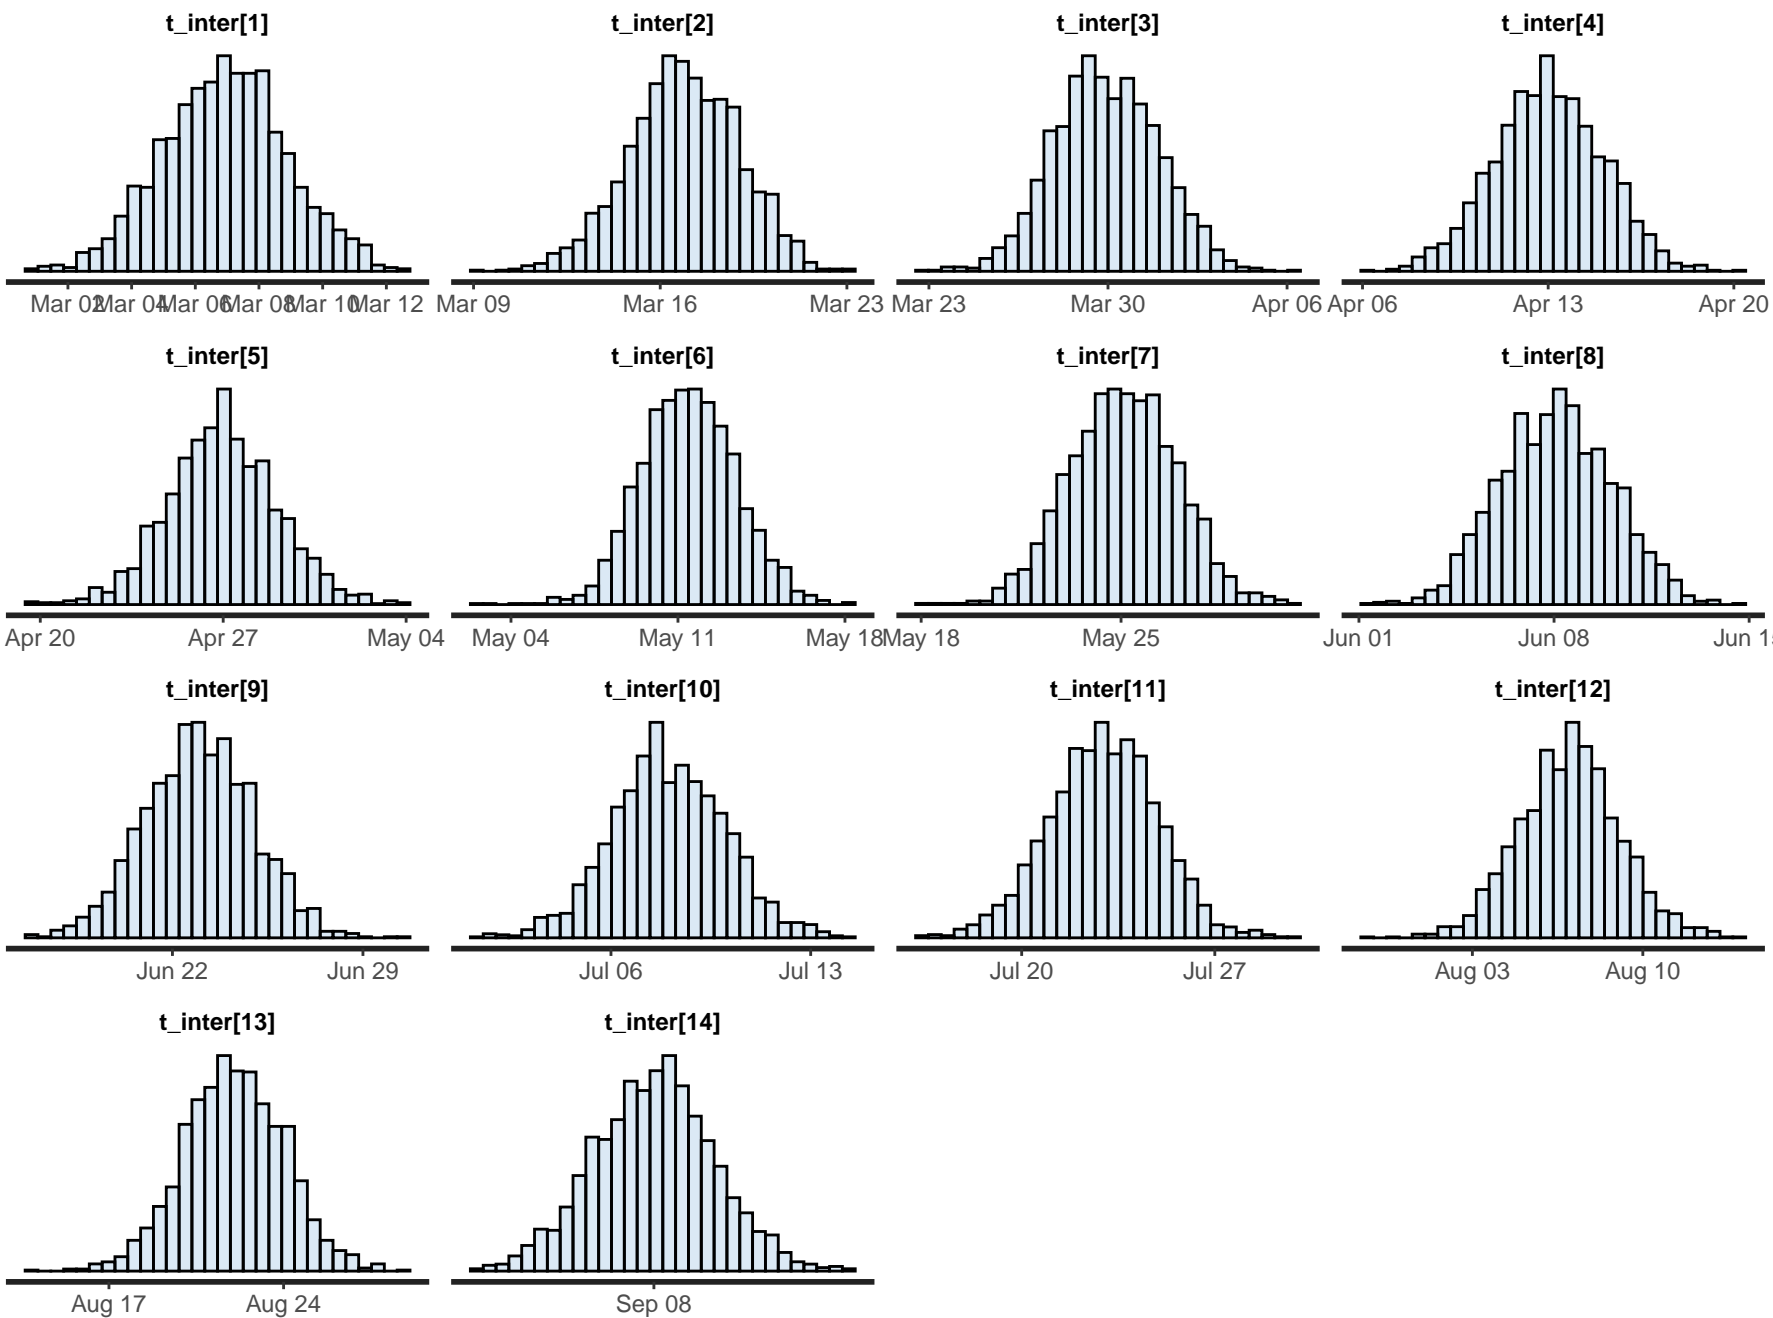 t_inter[1] t_inter[2] t_inter[3] t_inter[4]
Mar 02 Mar 04 Mar 06 Mar 08 Mar 10 Mar 12 Mar 09 Mar 16 Mar 23 Mar 23 Mar 30 Apr 06 Apr 06 Apr 13 Apr 20
t_inter[5] t_inter[6] t_inter[7] t_inter[8]
Apr 20 Apr 27 May 04 May 04 May 11 May 18 May 18 May 25 Jun 01 Jun 08 Jun
t_inter[9] t_inter[10] t_inter[11] t_inter[12]
Jun 22 Jun 29 Jul 06 Jul 13 Jul 20 Jul 27 Aug 03 Aug 10
t_inter[13] t_inter[14]
Aug 17 Aug 24 Sep 08